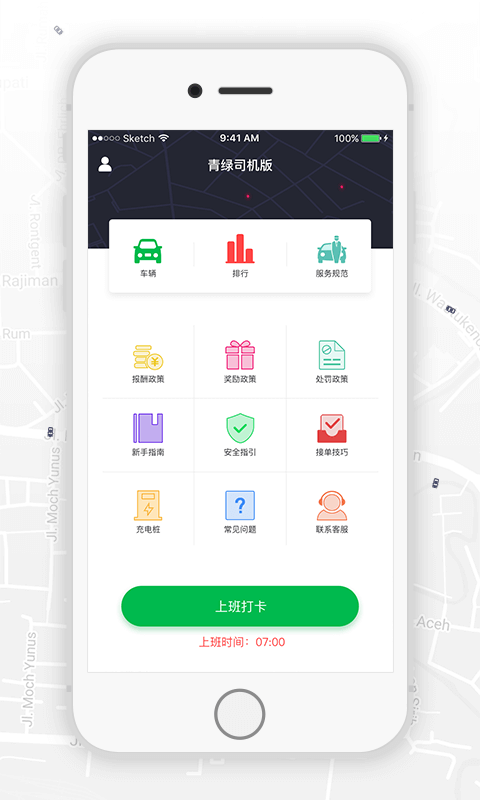 ●●○○○ Sketch
9:41 AM
100%
青绿司机版
车辆
排行
服务规范
报酬政策
奖励政策
处罚政策
新手指南
安全指引
接单技巧
充电桩
常见问题
联系客服
上班打卡
上班时间：07:00
Jl. Rontgent
Rajiman
Rum
Jl. Moch Yunus
Jl. Moch Yunus
Aceh